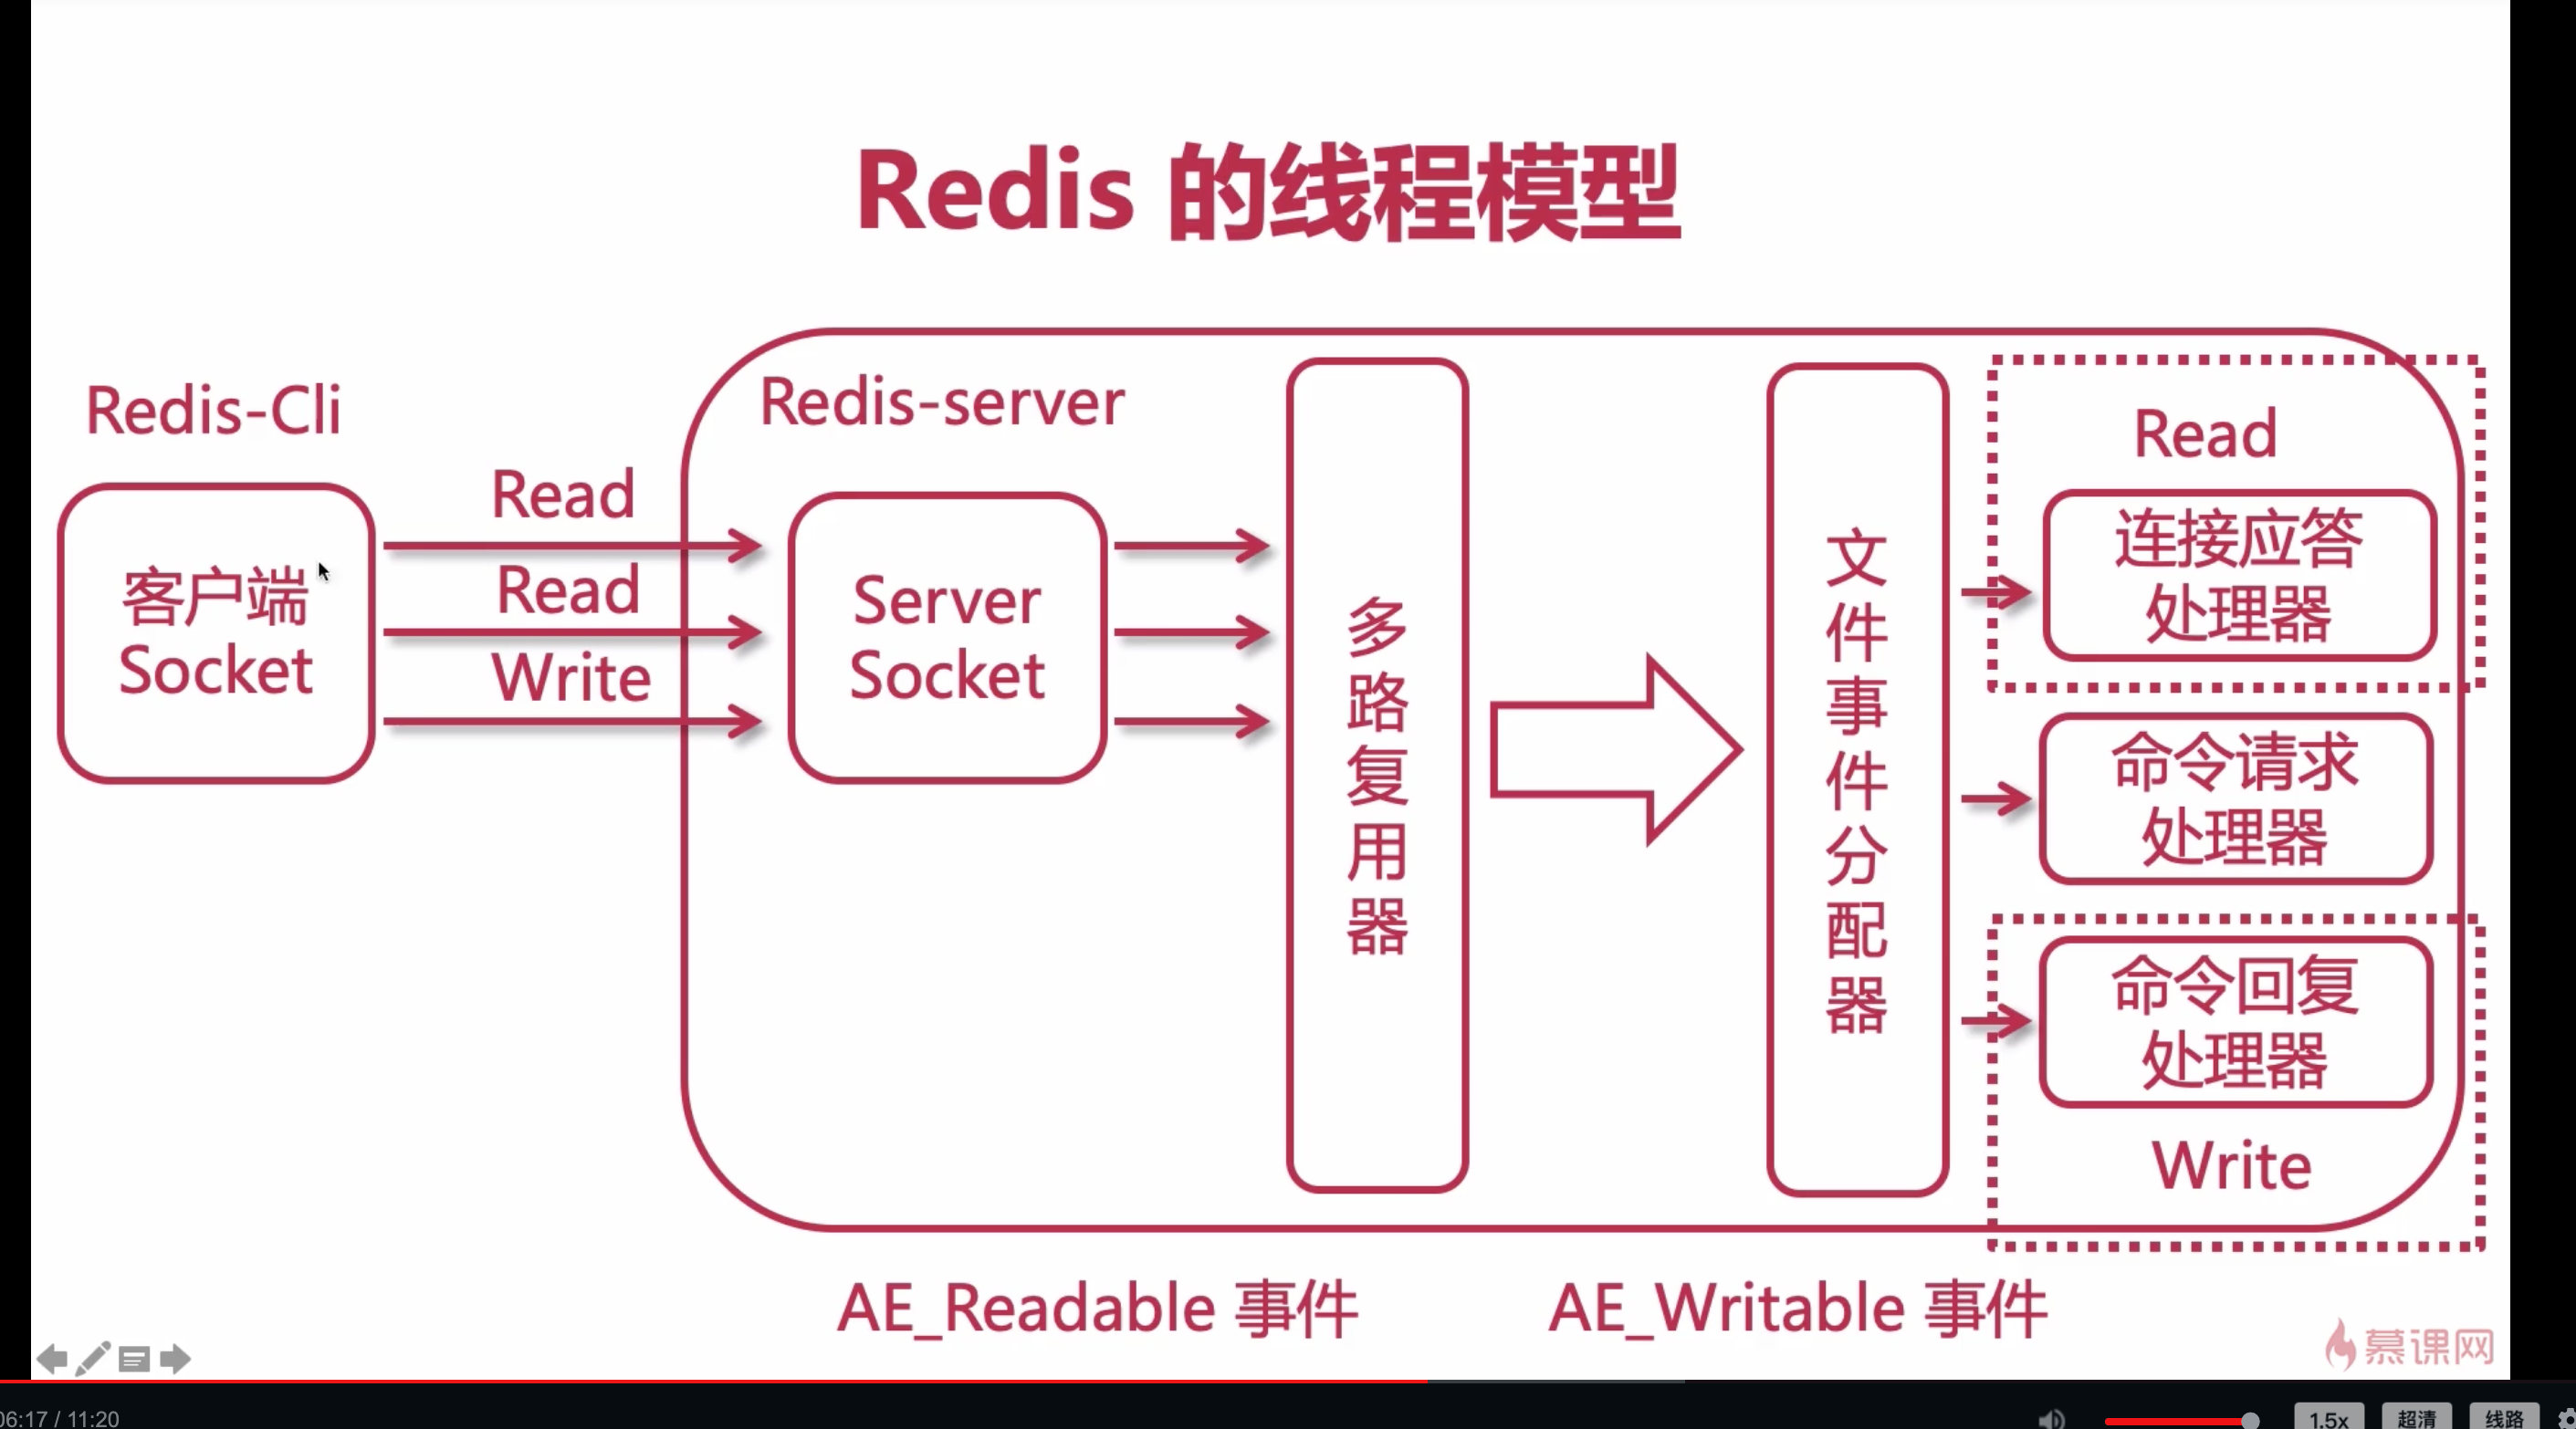 Redis 的线程模型
Redis-Cli
客户端
Socket
Read
Read
Write
Redis-server
Server
Socket
多路复用器
文件事件分配器
Read
连接应答
处理器
命令请求
处理器
命令回复
处理器
Write
AE_Readable 事件
AE_Writable 事件
慕课网
06:17 / 11:20
1.5x
超清
线路